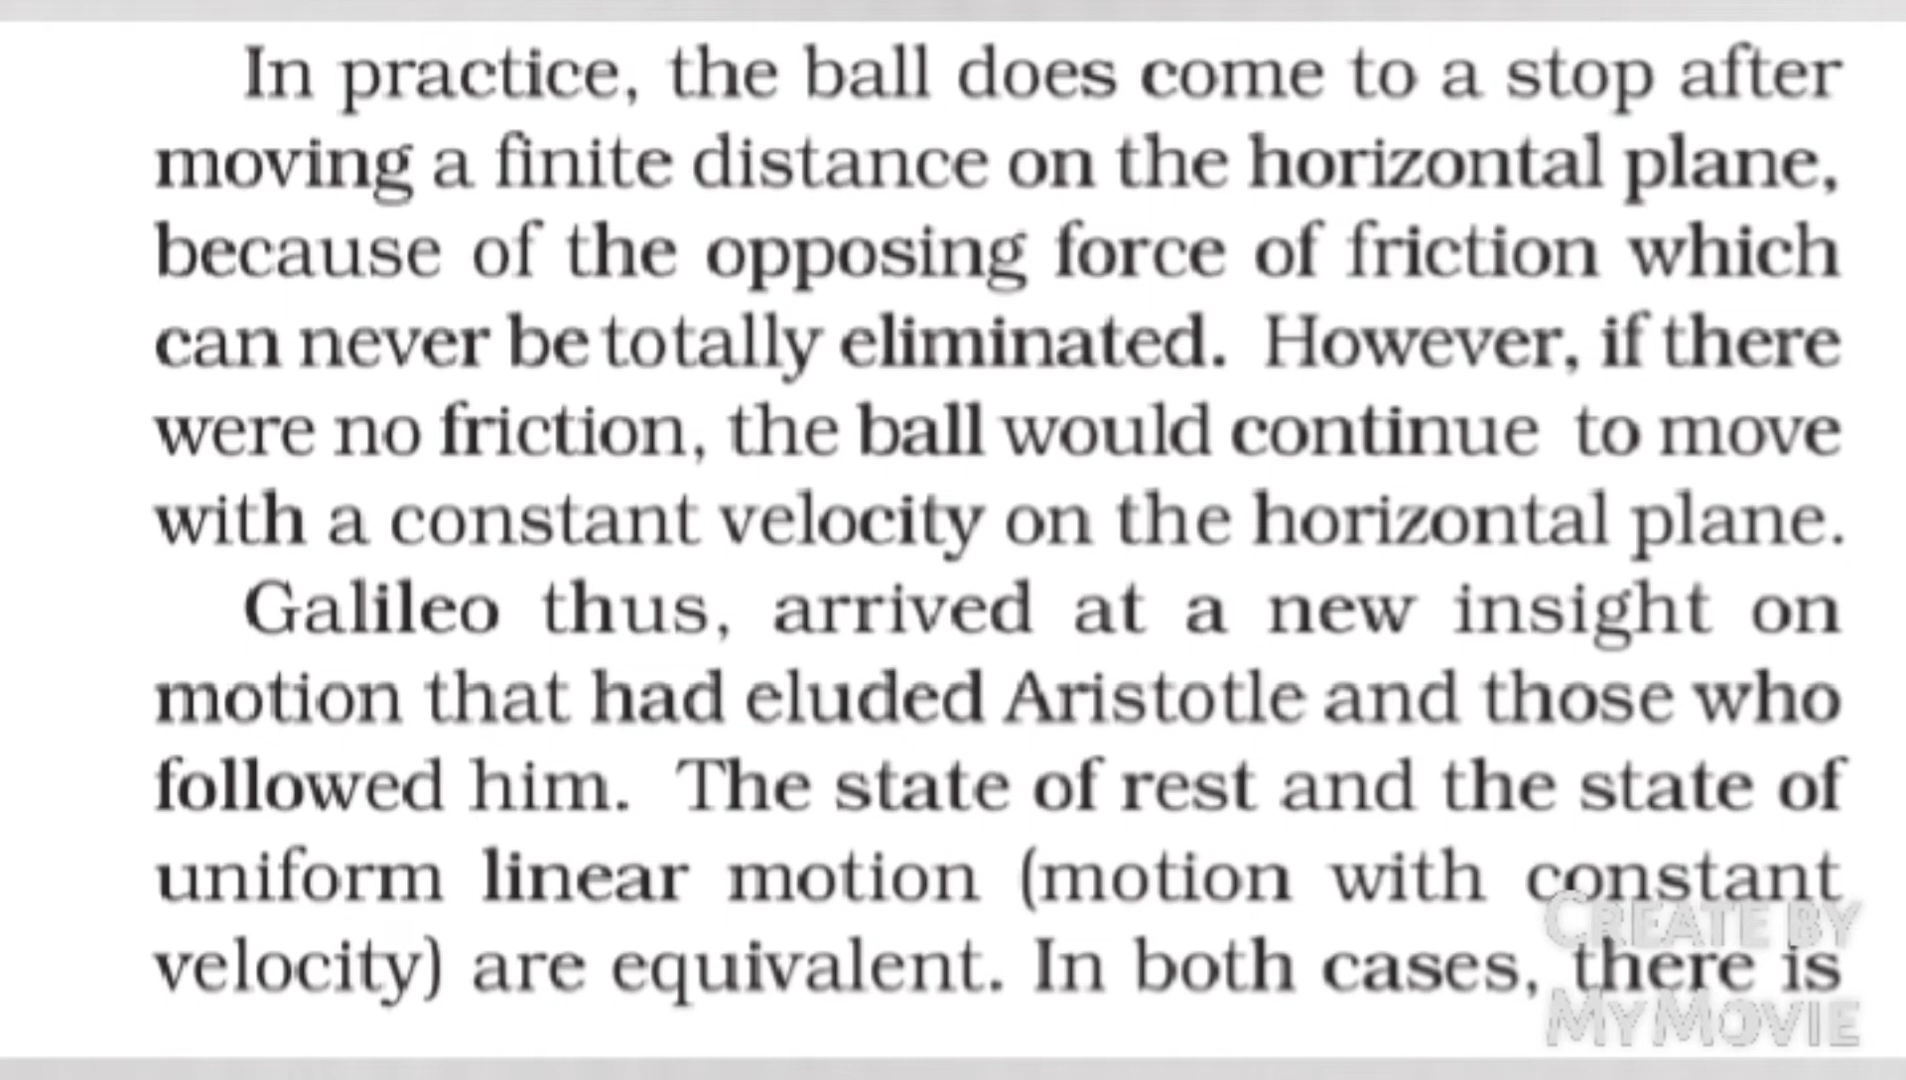 In practice, the ball does come to a stop after
moving a finite distance on the horizontal plane,
because of the opposing force of friction which
can never be totally eliminated. However, if there
were no friction, the ball would continue to move
with a constant velocity on the horizontal plane.
Galileo thus, arrived at a new insight on
motion that had eluded Aristotle and those who
followed him. The state of rest and the state of
uniform linear motion (motion with constant
velocity) are equivalent. In both cases, there is
CREATE BY
MYMOVIE